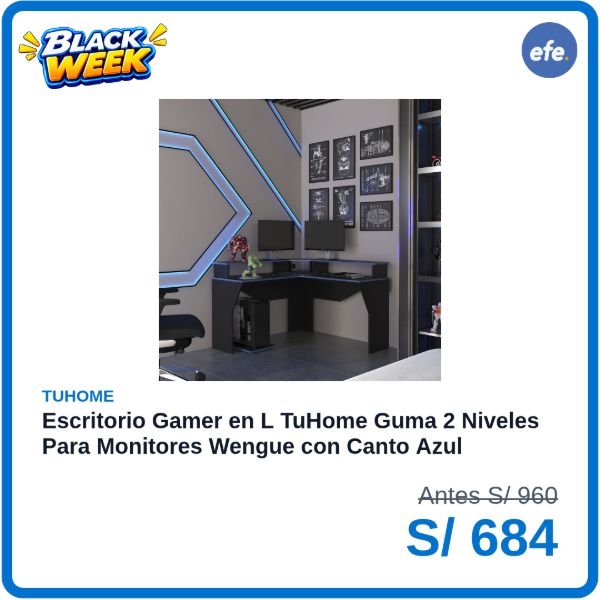 BLACK
WEEK
efe.
TUHOME
Escritorio Gamer en L TuHome Guma 2 Niveles
Para Monitores Wengue con Canto Azul
Antes S/ 960
S/ 684